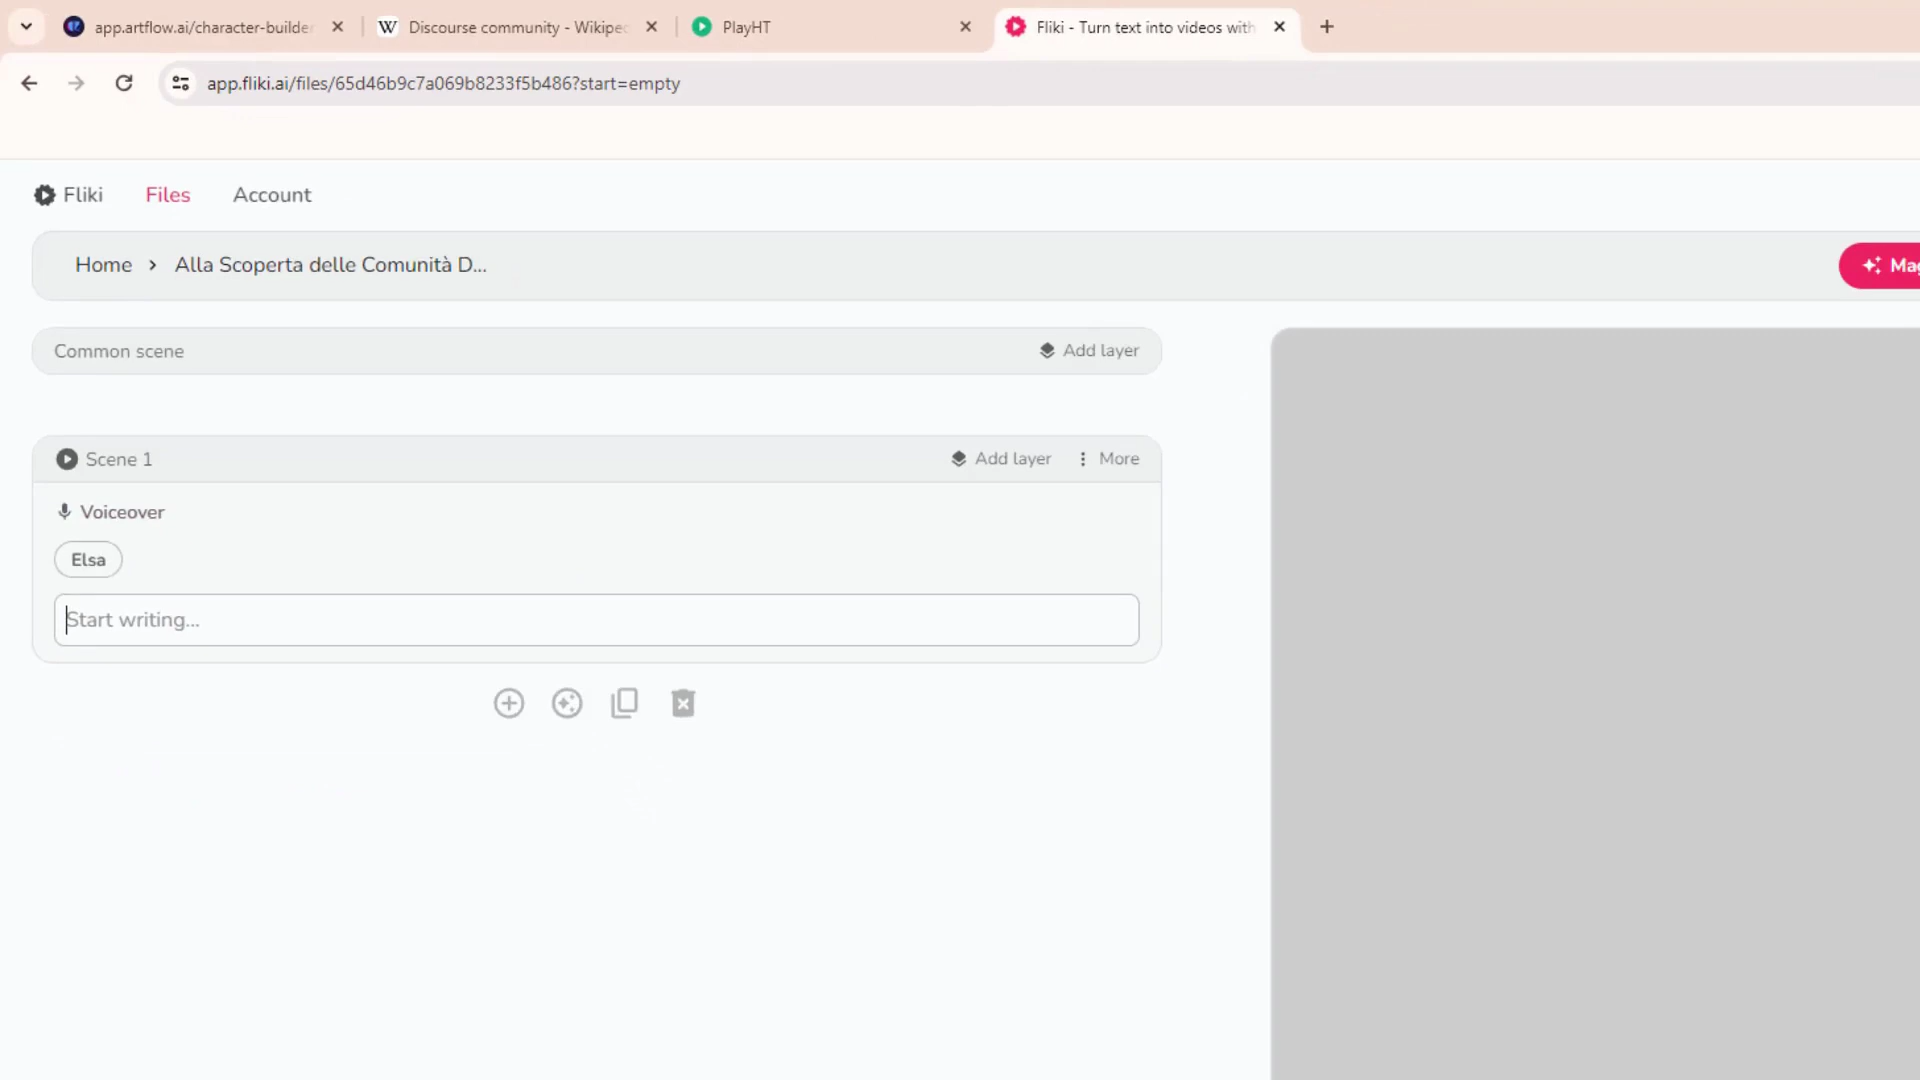 app.artflow.ai/character-builder
Discourse community - Wikipe
PlayHT
Fliki - Turn text into videos with
app.fliki.ai/files/65d46b9c7a069b8233f5b486?start=empty
Fliki
Files
Account
Home
Alla Scoperta delle Comunità D...
Mag
Common scene
Add layer
Scene 1
Add layer
More
Voiceover
Elsa
Start writing...